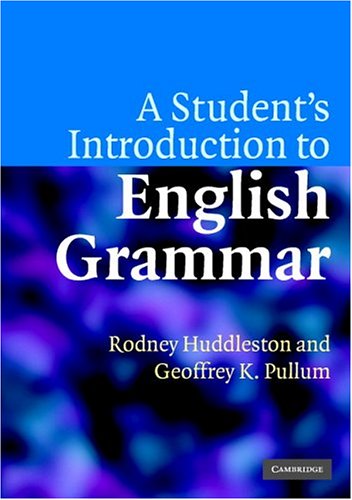 A Student's
Introduction to
English
Grammar
Rodney Huddleston and
Geoffrey K. Pullum
CAMBRIDGE